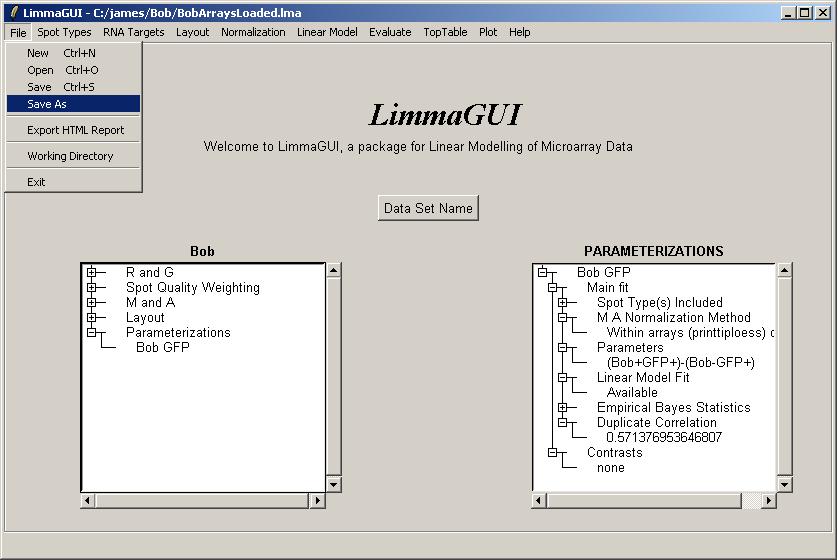 LimmaGUI - C:/james/Bob/BobArraysLoaded.lma
File Spot Types RNA Targets Layout Normalization Linear Model Evaluate TopTable Plot Help
New Ctrl+N
Open Ctrl+O
Save Ctrl+S
Save As
Export HTML Report
Working Directory
Exit
LimmaGUI
Welcome to LimmaGUI, a package for Linear Modelling of Microarray Data
Data Set Name
Bob
R and G
Spot Quality Weighting
M and A
Layout
Parameterizations
Bob GFP
PARAMETERIZATIONS
Bob GFP
Main fit
Spot Type(s) Included
M A Normalization Method
Within arrays (printtiploess) c
Parameters
(Bob+GFP+)-(Bob-GFP+)
Linear Model Fit
Available
Empirical Bayes Statistics
Duplicate Correlation
0.571376953646807
Contrasts
none